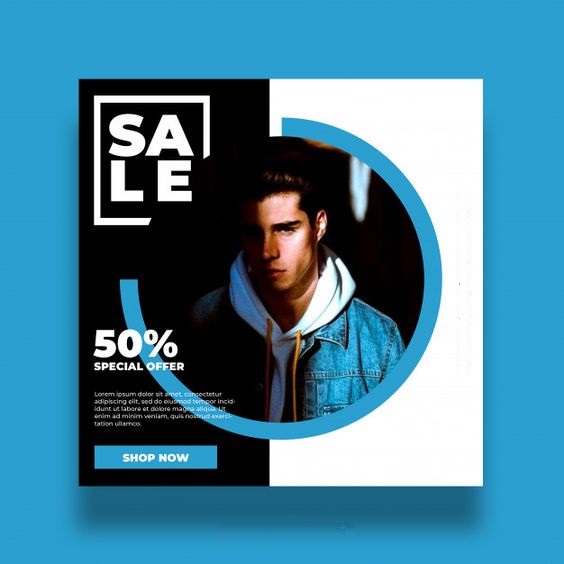 SA
LE
50%
SPECIAL OFFER
Lorem ipsum dolor sit amet, consectetur
adipiscing elit, sed do eiusmod tempor incid-
idunt ut labore et dolore magna aliqua. Ut
enim ad minim veniam, quis nostrud exerci-
tation ullamco.
SHOP NOW